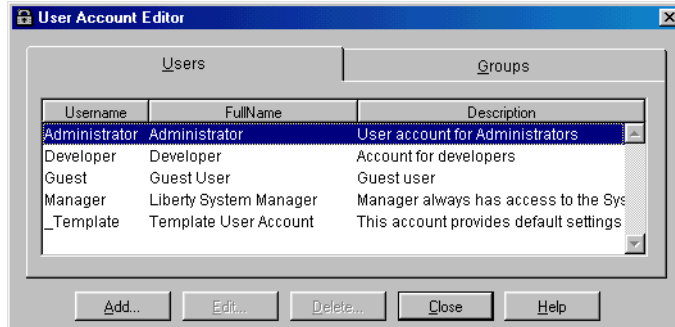 User Account Editor
Users Groups
Username FullName Description
Administrator Administrator User account for Administrators
Developer Developer Account for developers
Guest Guest User Guest user
Manager Liberty System Manager Manager always has access to the Sys
_Template Template User Account This account provides default settings
Add... Edit... Delete... Close Help